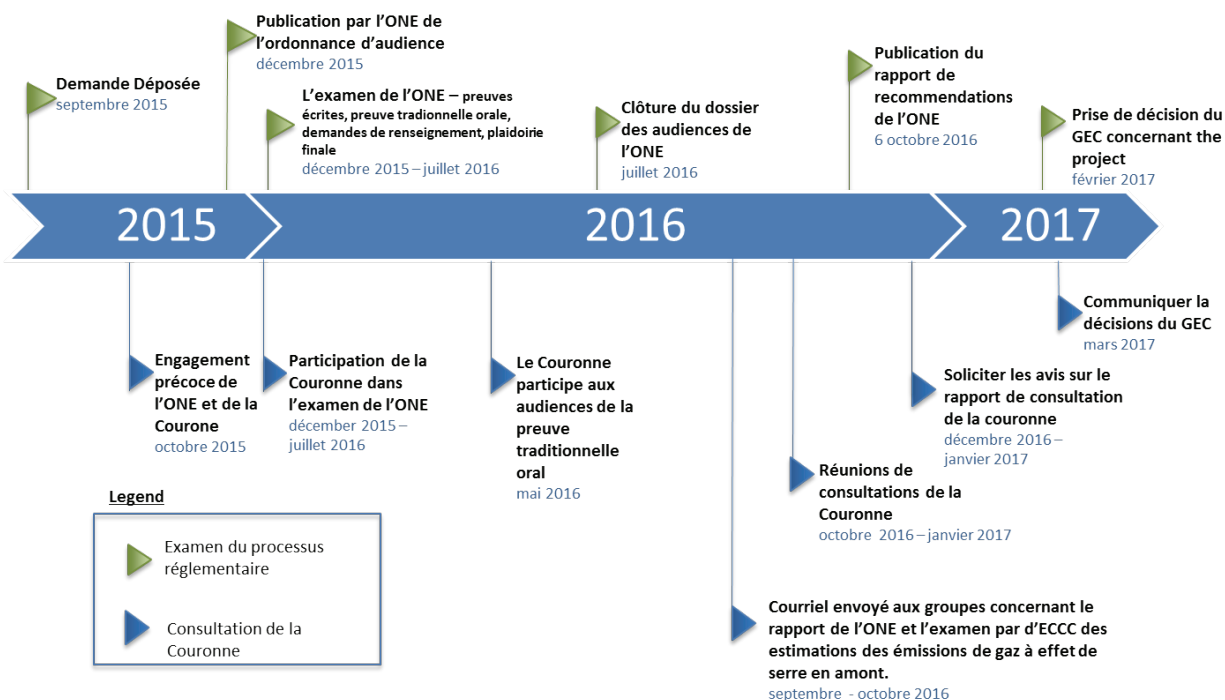 Publication par l'ONE de
l'ordonnance d'audience
décembre 2015
Demande Déposée
septembre 2015
L'examen de l'ONE – preuves
écrites, preuve tradionnelle orale,
demandes de renseignement, plaidoirie
finale
décembre 2015 – juillet 2016
Clôture du dossier
des audiences de
l'ONE
juillet 2016
Publication du
rapport de
recommendations
de l'ONE
6 octobre 2016
Prise de décision du
GEC concernant the
project
février 2017
2015
2016
2017
Engagement
précoce de
l'ONE et de la
Courone
octobre 2015
Participation de la
Couronne dans
l'examen de l'ONE
décember 2015 –
juillet 2016
Le Couronne
participe aux
audiences de la
preuve
traditionnelle
oral
mai 2016
Courriel envoyé aux groupes concernant le
rapport de l'ONE et l'examen par d'ECCC des
estimations des émissions de gaz à effet de
serre en amont.
septembre - octobre 2016
Réunions de
consultations de la
Couronne
octobre 2016 – janvier 2017
Soliciter les avis sur le
rapport de consultation
de la couronne
décembre 2016 –
janvier 2017
Communiquer la
décisions du GEC
mars 2017
Legend
Examen du processus
réglementaire
Consultation de la
Couronne